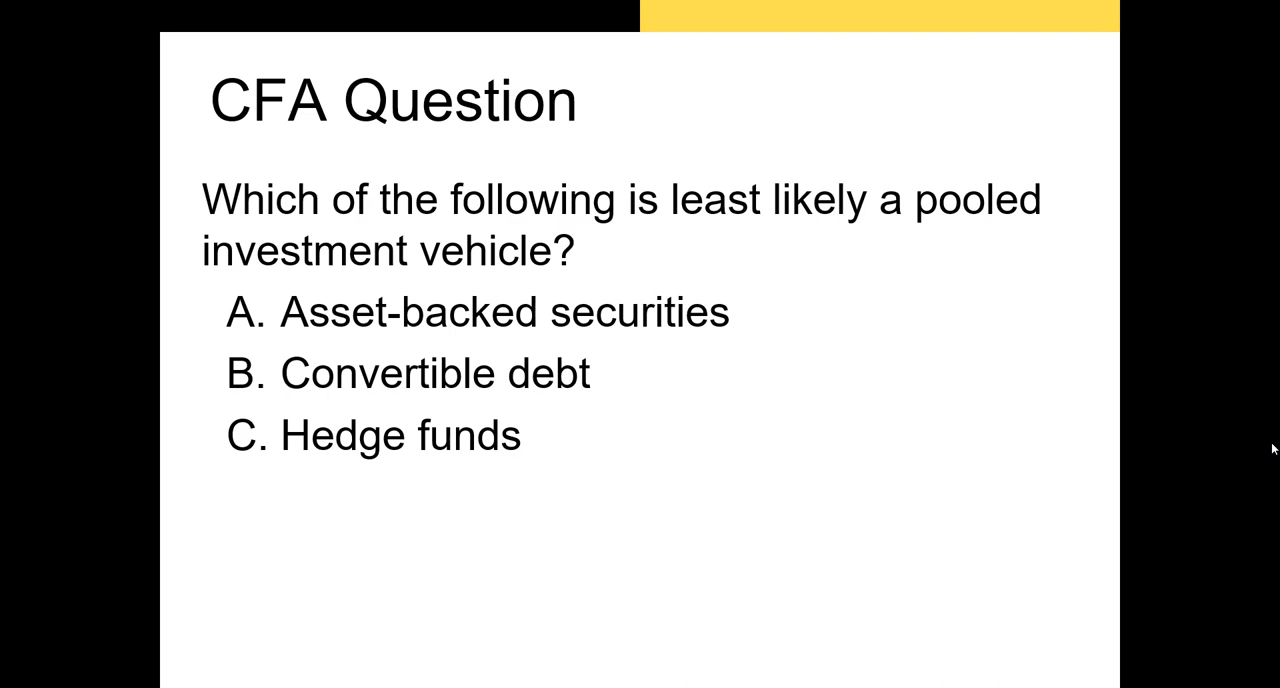 CFA Question
Which of the following is least likely a pooled
investment vehicle?
A. Asset-backed securities
B. Convertible debt
C. Hedge funds